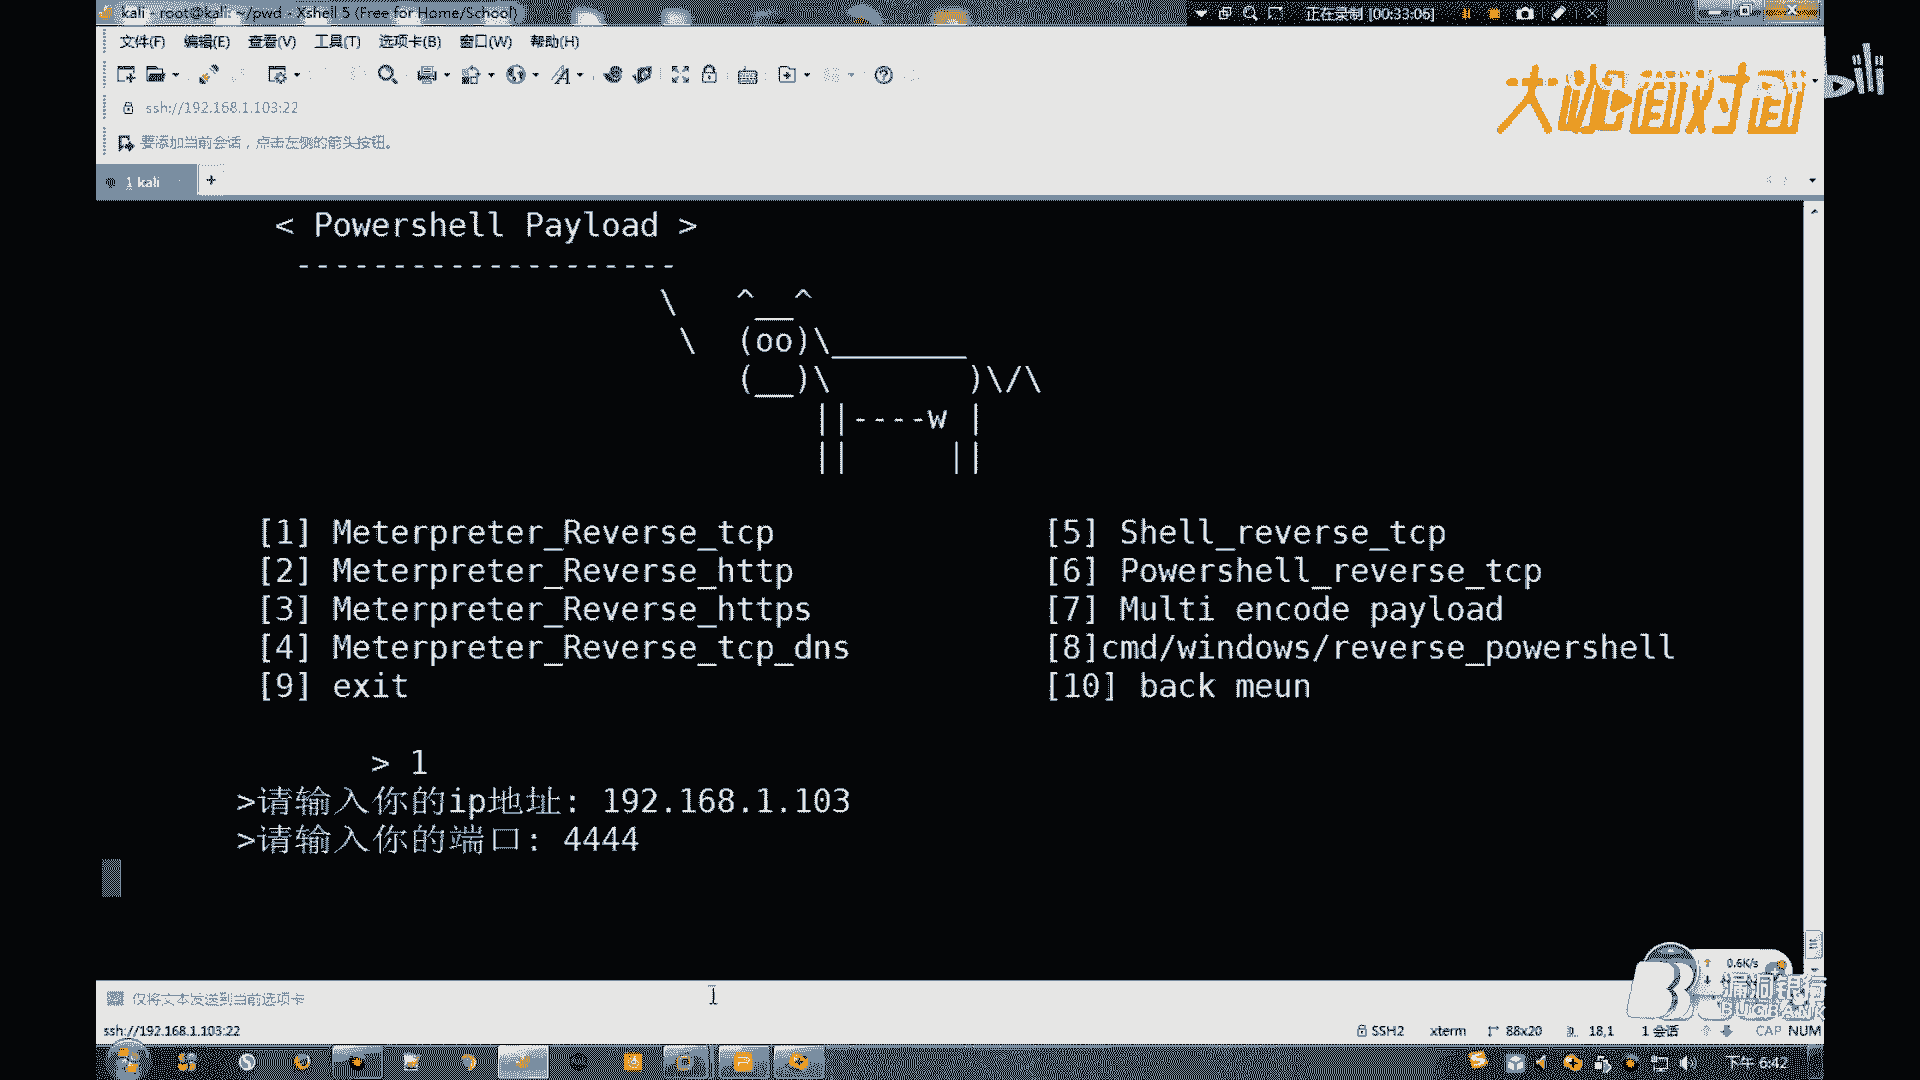 kali - root@kali: ~/pwd - Xshell 5 (Free for Home/School)
正在录制 [00:33:06]
文件(F) 编辑(E) 查看(V) 工具(T) 选项卡(B) 窗口(W) 帮助(H)
ssh://192.168.1.103:22
大咖面对面
bili
要添加当前会话，点击左侧的箭头按钮。
1 kali +
< Powershell Payload >
--------------------
\ ^__^
\ (oo)\_______
(__)\ )\/\
||----w |
|| ||
[1] Meterpreter_Reverse_tcp [5] Shell_reverse_tcp
[2] Meterpreter_Reverse_http [6] Powershell_reverse_tcp
[3] Meterpreter_Reverse_https [7] Multi encode payload
[4] Meterpreter_Reverse_tcp_dns [8]cmd/windows/reverse_powershell
[9] exit [10] back meun
> 1
>请输入你的ip地址: 192.168.1.103
>请输入你的端口: 4444
0.6K/s
漏洞银行
BUGBANK
仅将文本发送到当前选项卡
ssh://192.168.1.103:22 SSH2 xterm 88x20 18,1 1 会话 CAP NUM
下午 6:42